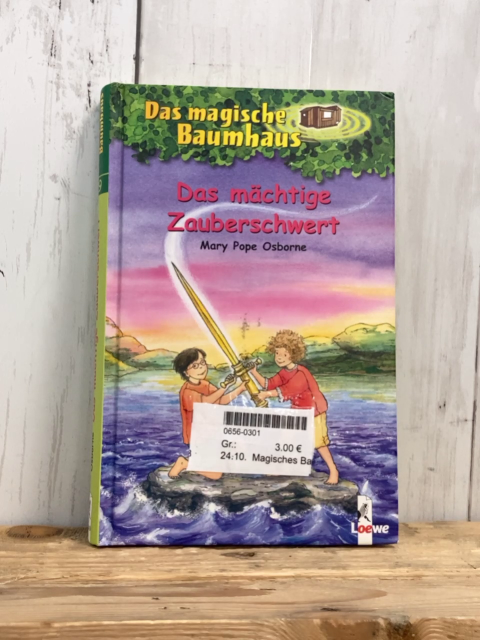 Das magische
Baumhaus
Das mächtige
Zauberschwert
Mary Pope Osborne
0656-0301
Gr.: 3.00 €
24.10. Magisches Ba
Loewe